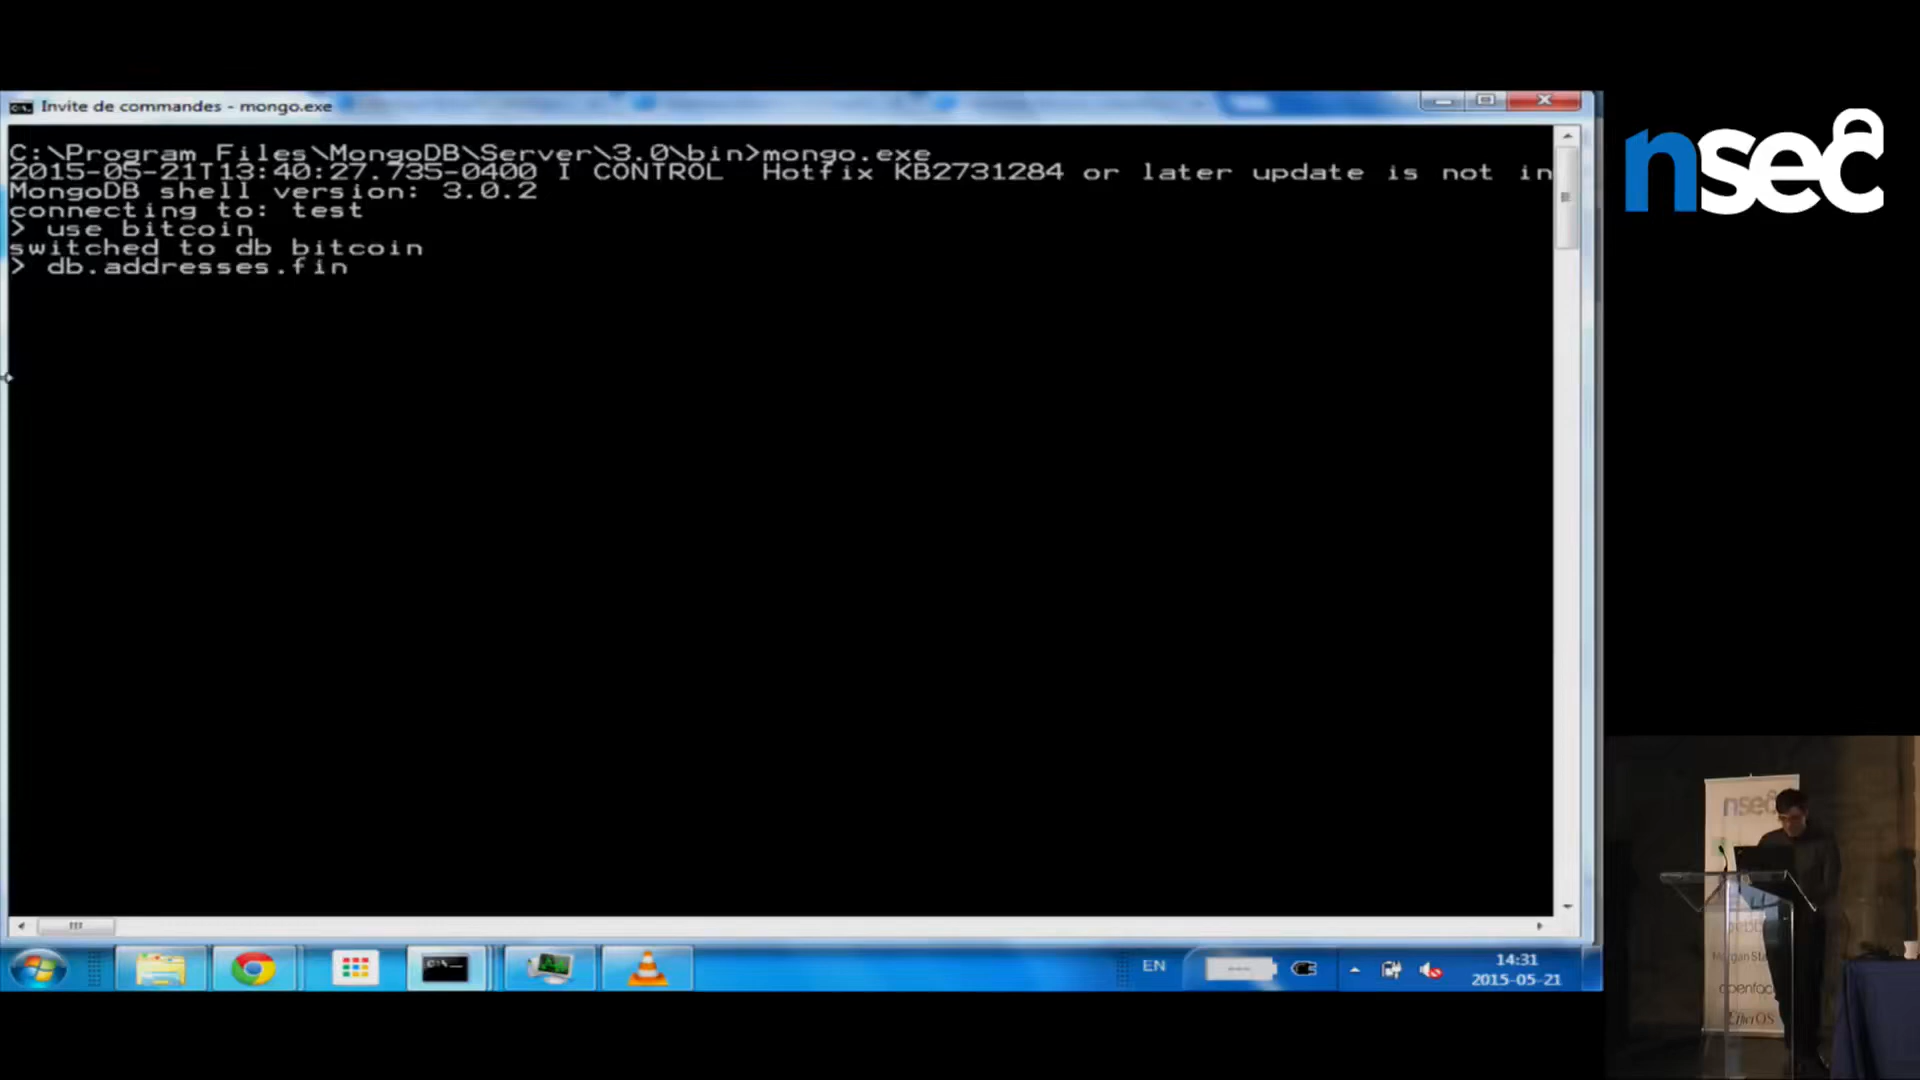 Invite de commandes - mongo.exe
C:\Program Files\MongoDB\Server\3.0\bin>mongo.exe
2015-05-21T13:40:27.735-0400 I CONTROL  Hotfix KB2731284 or later update is not in
MongoDB shell version: 3.0.2
connecting to: test
> use bitcoin
switched to db bitcoin
> db.addresses.fin
EN
14:31
2015-05-21
nsec
nsec